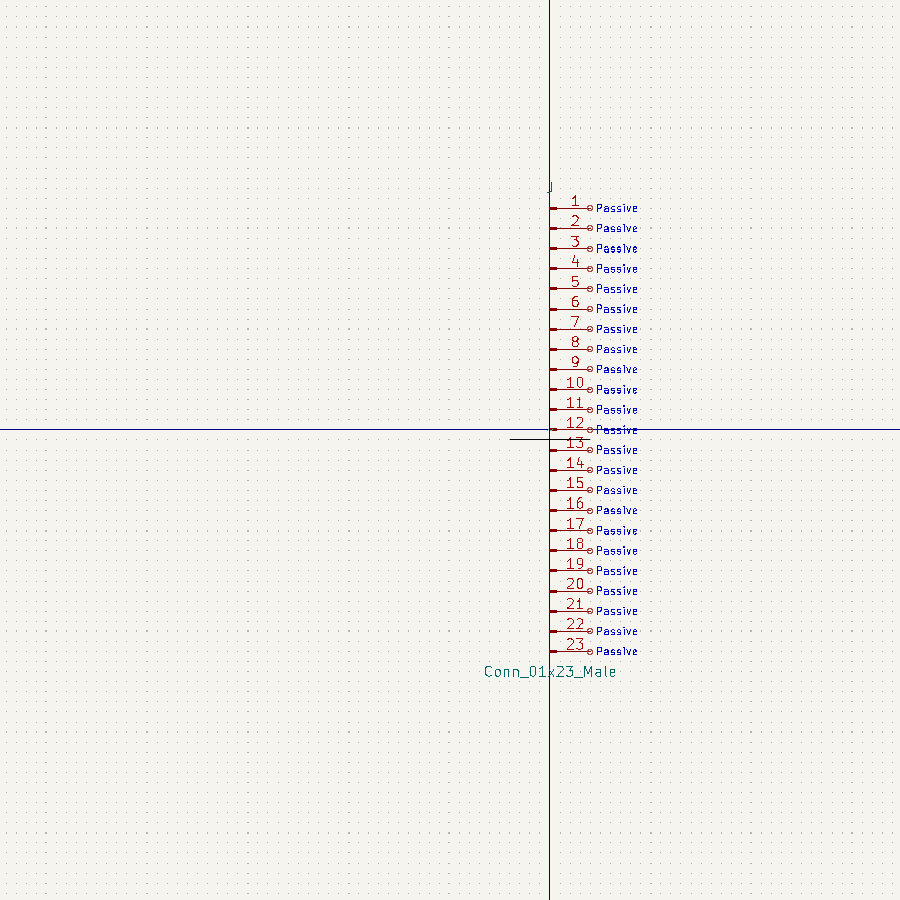 J
1 Passive
2 Passive
3 Passive
4 Passive
5 Passive
6 Passive
7 Passive
8 Passive
9 Passive
10 Passive
11 Passive
12 Passive
13 Passive
14 Passive
15 Passive
16 Passive
17 Passive
18 Passive
19 Passive
20 Passive
21 Passive
22 Passive
23 Passive
Conn_01x23_Male